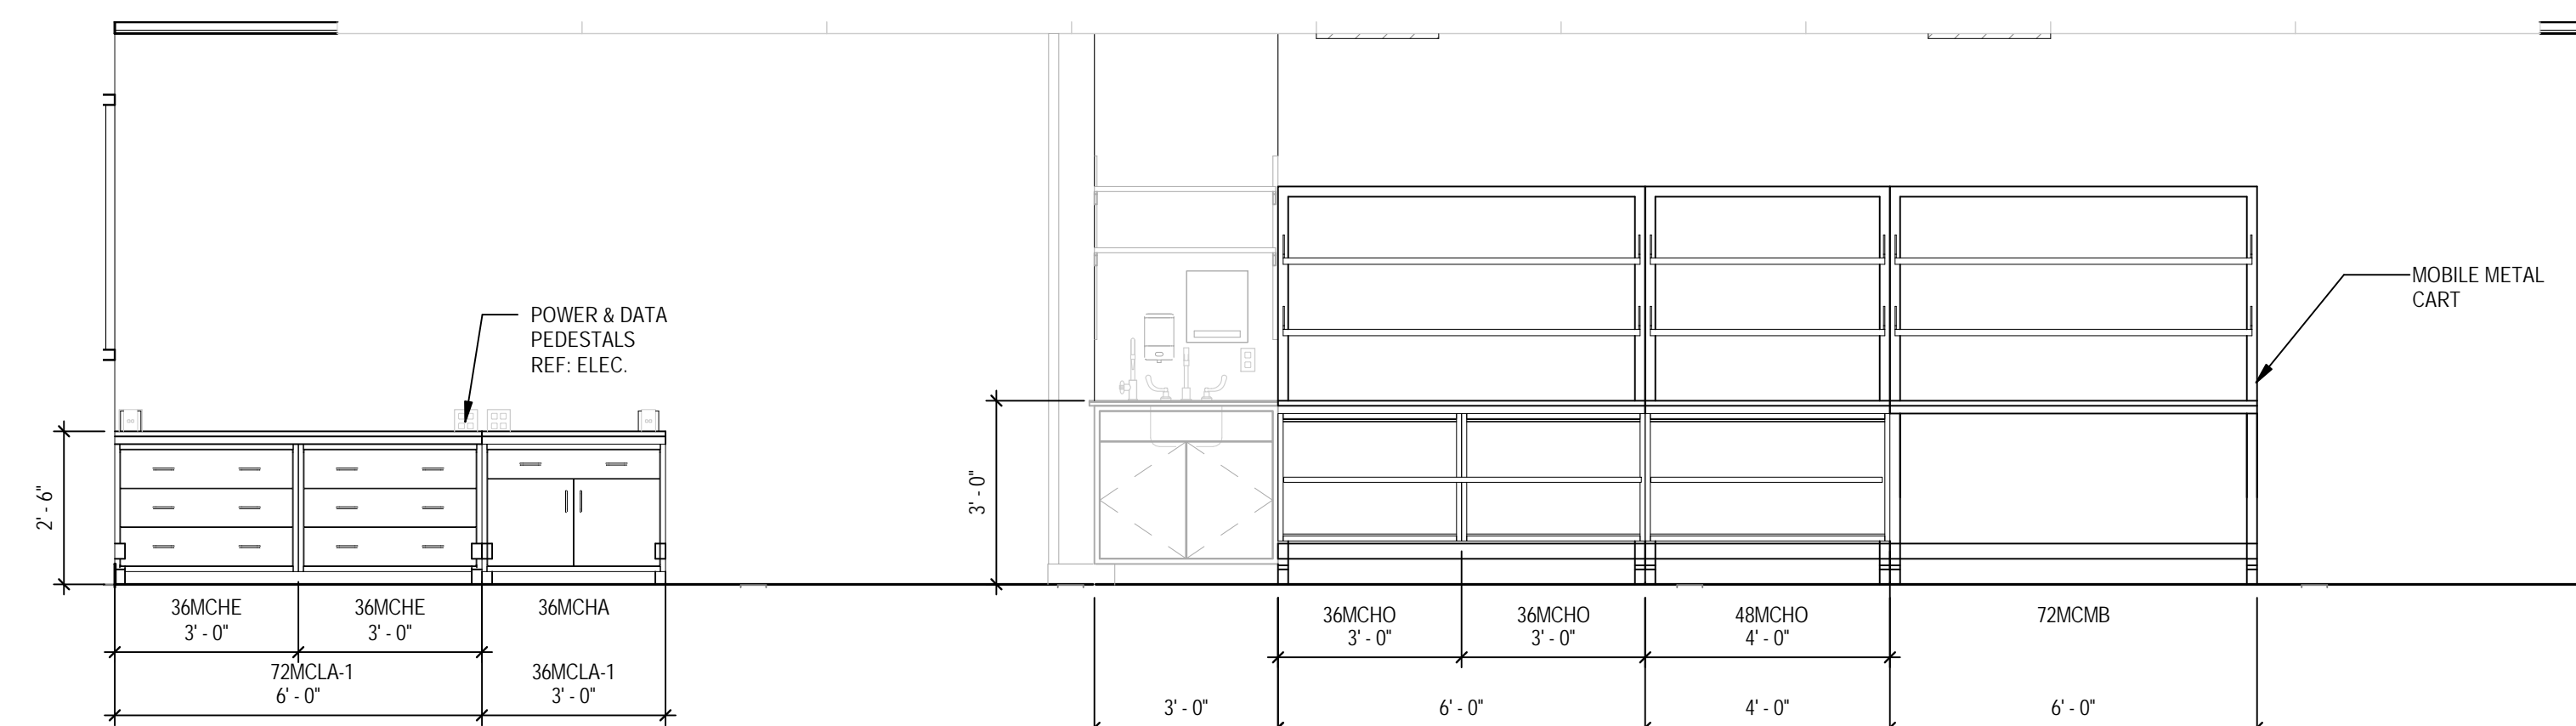 POWER & DATA
PEDESTALS
REF: ELEC.
MOBILE METAL
CART
2' - 6"
3' - 0"
36MCHE
3' - 0"
36MCHE
3' - 0"
36MCHA
72MCLA-1
6' - 0"
36MCLA-1
3' - 0"
36MCHO
3' - 0"
36MCHO
3' - 0"
48MCHO
4' - 0"
72MCMB
3' - 0"
6' - 0"
4' - 0"
6' - 0"